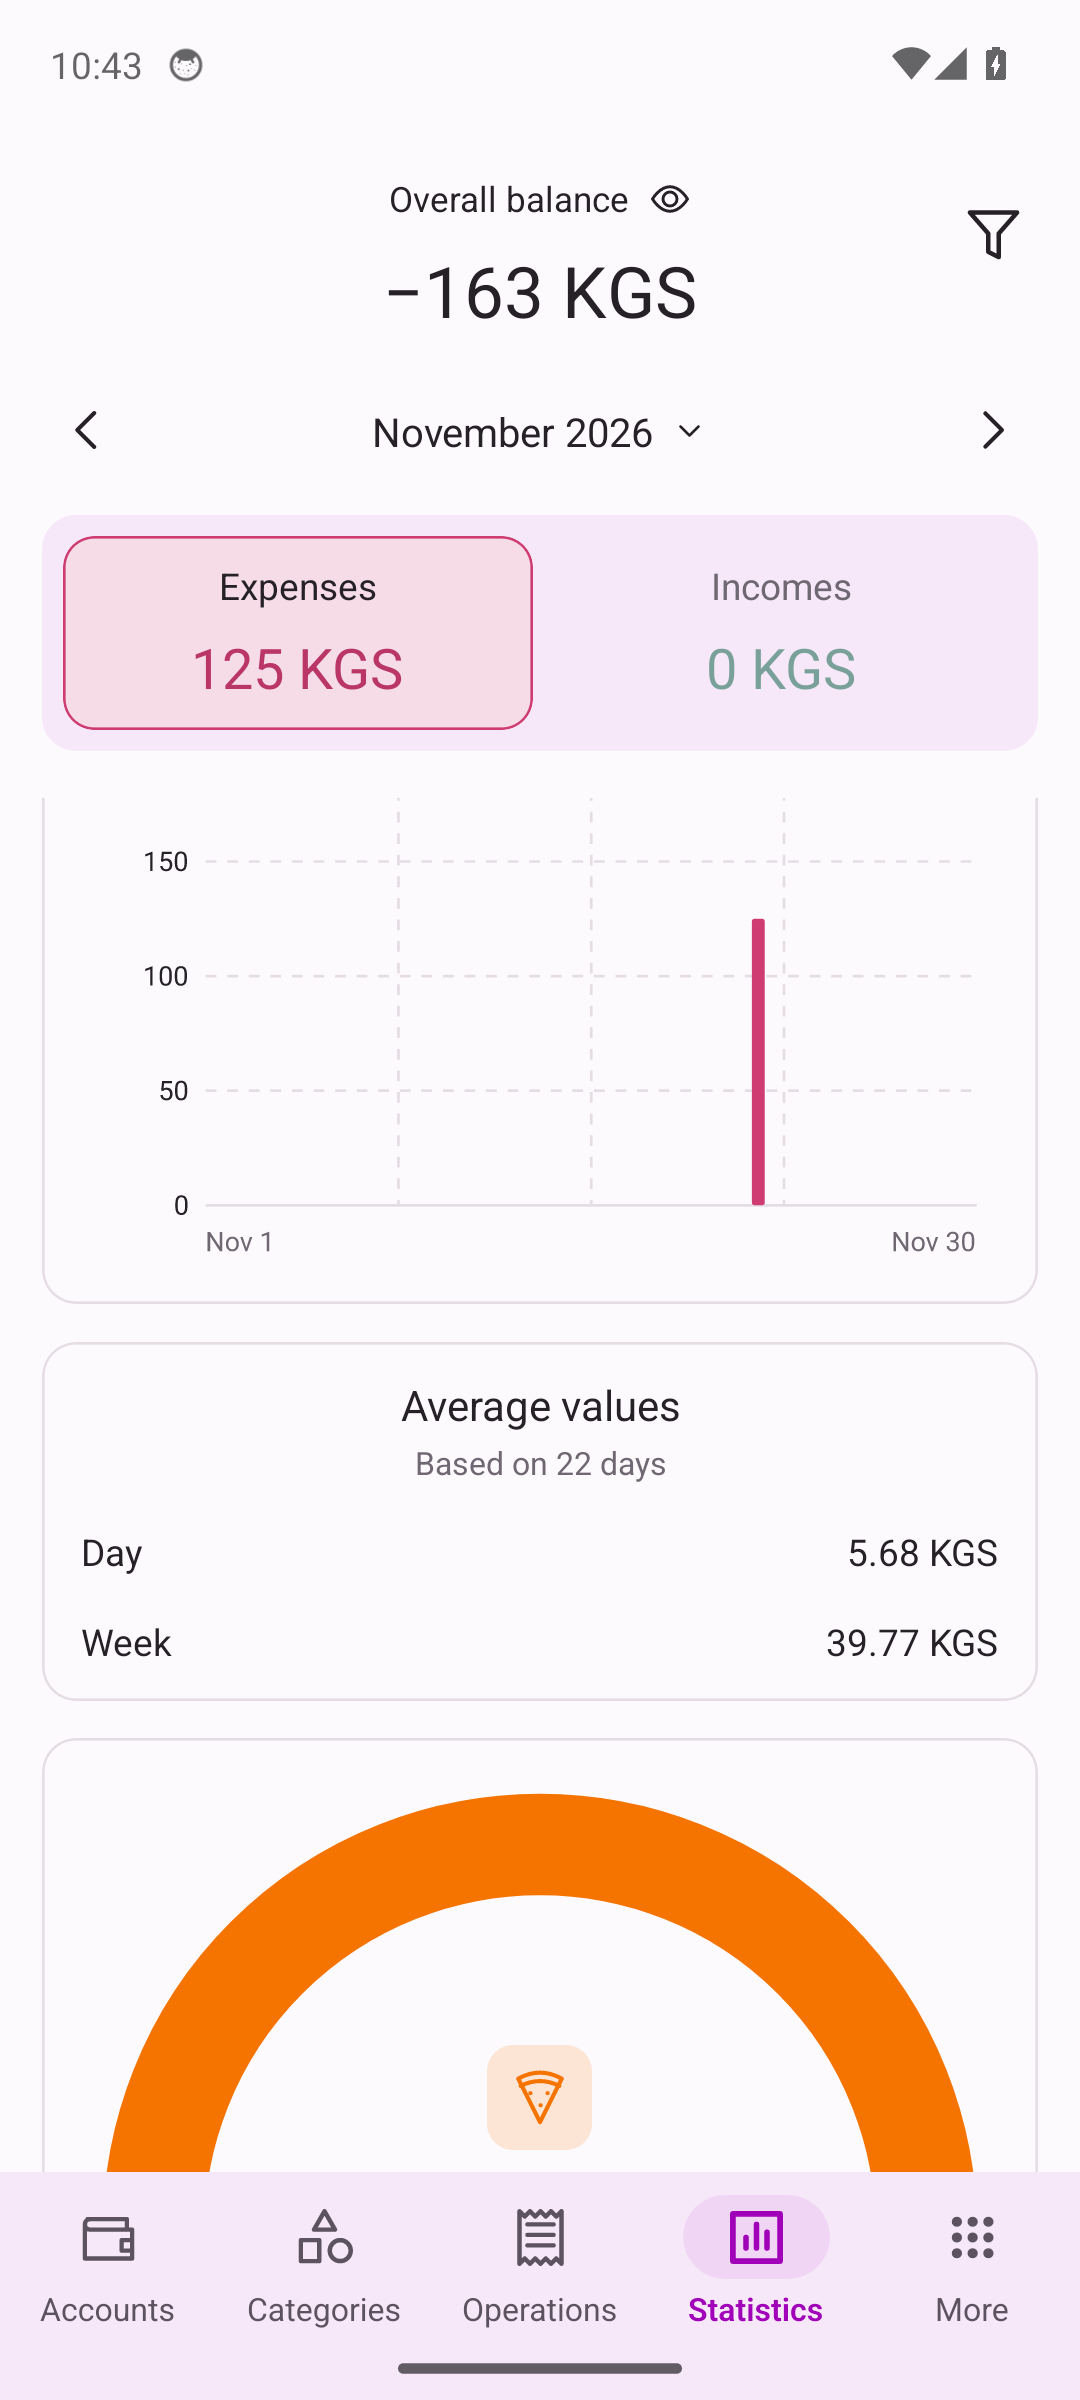 10:43
Overall balance
−163 KGS
November 2026
Expenses
125 KGS
Incomes
0 KGS
150
100
50
0
Nov 1
Nov 30
Average values
Based on 22 days
Day
5.68 KGS
Week
39.77 KGS
Accounts
Categories
Operations
Statistics
More